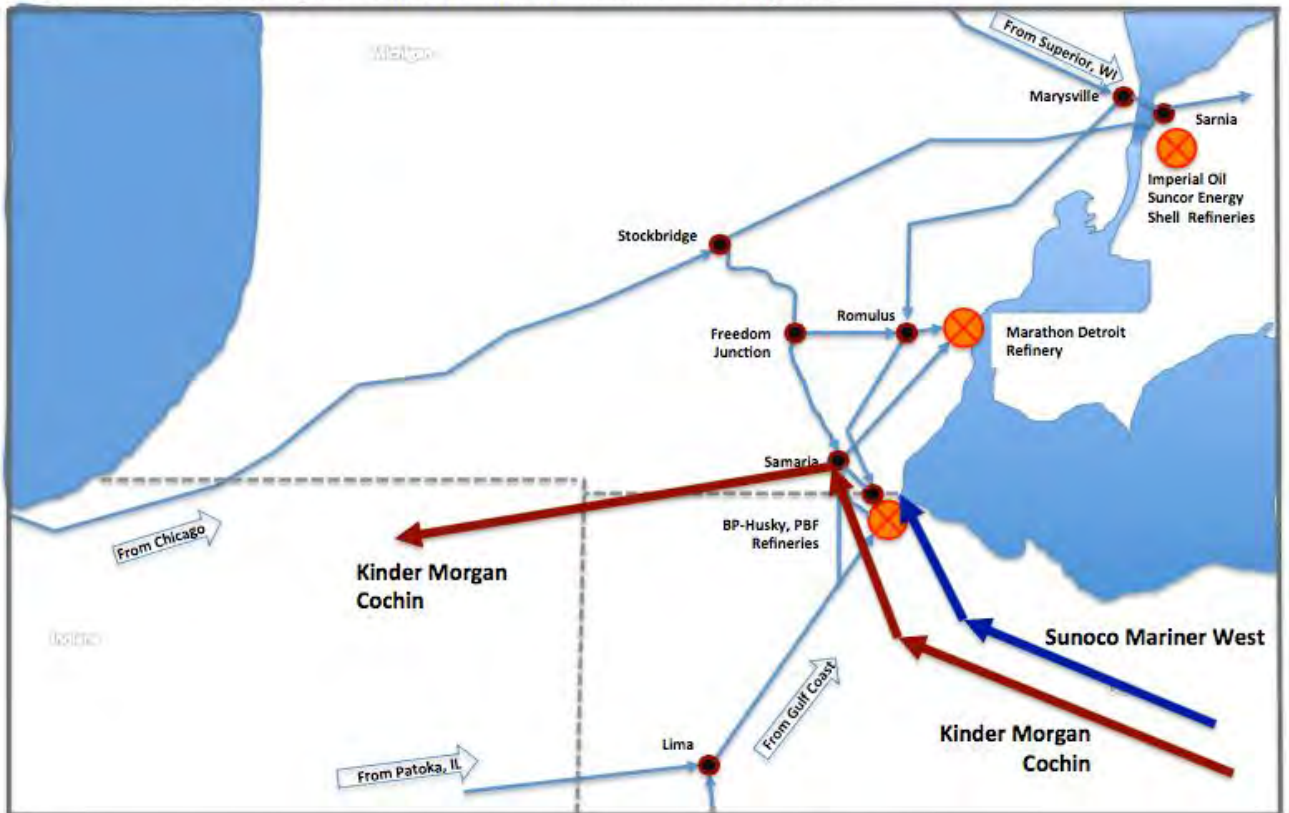 Michigan
From Superior, WI
Marysville
Sarnia
Imperial Oil
Suncor Energy
Shell Refineries
Stockbridge
Romulus
Freedom
Junction
Marathon Detroit
Refinery
Samaria
BP-Husky, PBF
Refineries
From Chicago
Kinder Morgan
Cochin
Indiana
Sunoco Mariner West
From Gulf Coast
Kinder Morgan
Cochin
Lima
From Patoka, IL